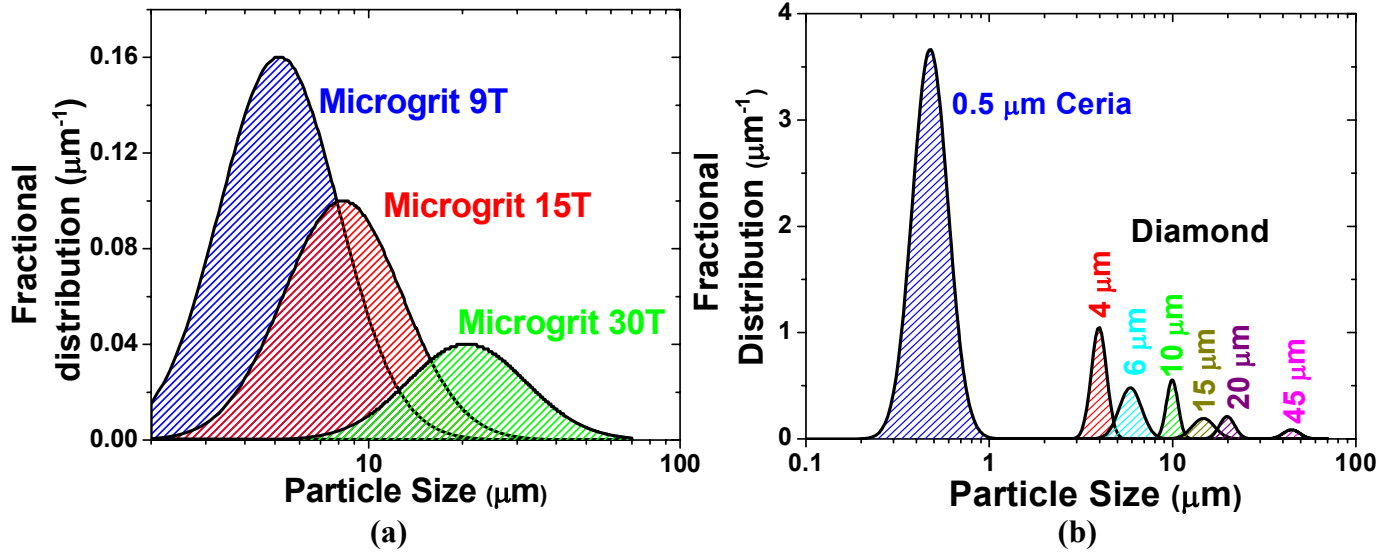 0.16
0.12
0.08
0.04
0.00
Fractional
distribution (μm⁻¹)
Microgrit 9T
Microgrit 15T
Microgrit 30T
10
100
Particle Size (μm)
(a)
4
3
2
1
0
Fractional
Distribution (μm⁻¹)
0.5 μm Ceria
Diamond
4 μm
6 μm
10 μm
15 μm
20 μm
45 μm
0.1
1
10
100
Particle Size (μm)
(b)